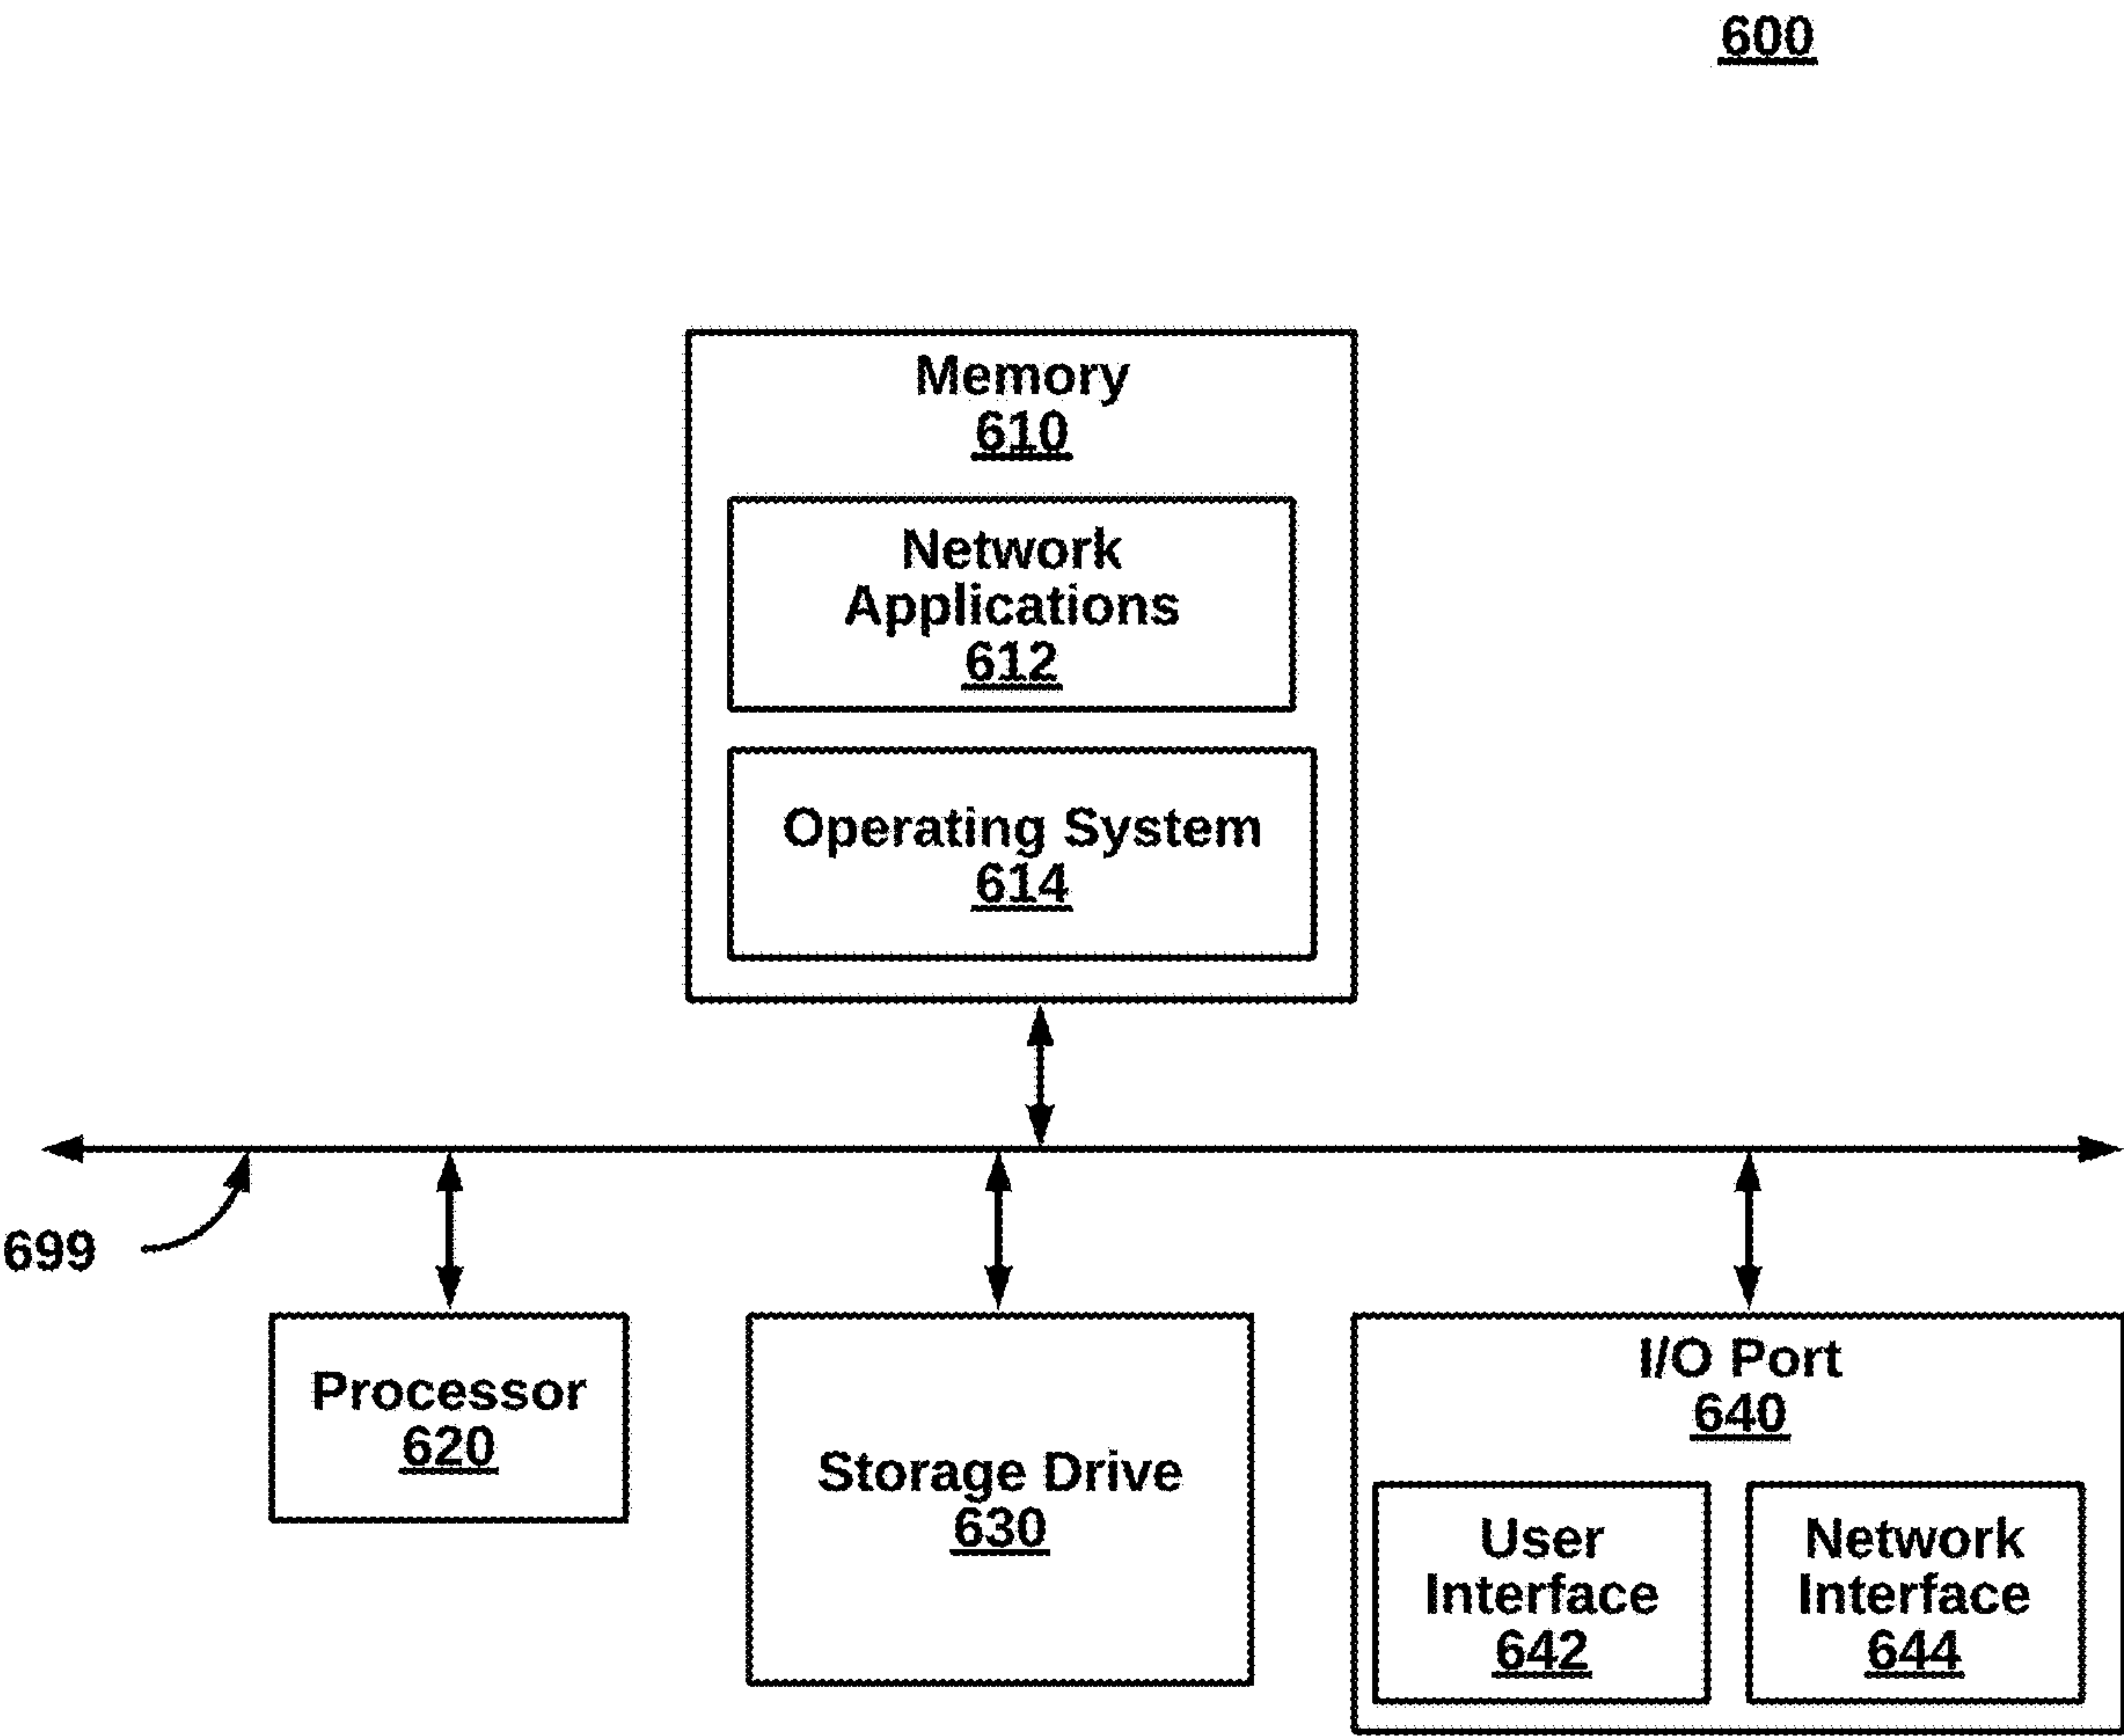 600
Memory
610
Network
Applications
612
Operating System
614
699
Processor
620
Storage Drive
630
I/O Port
640
User
Interface
642
Network
Interface
644